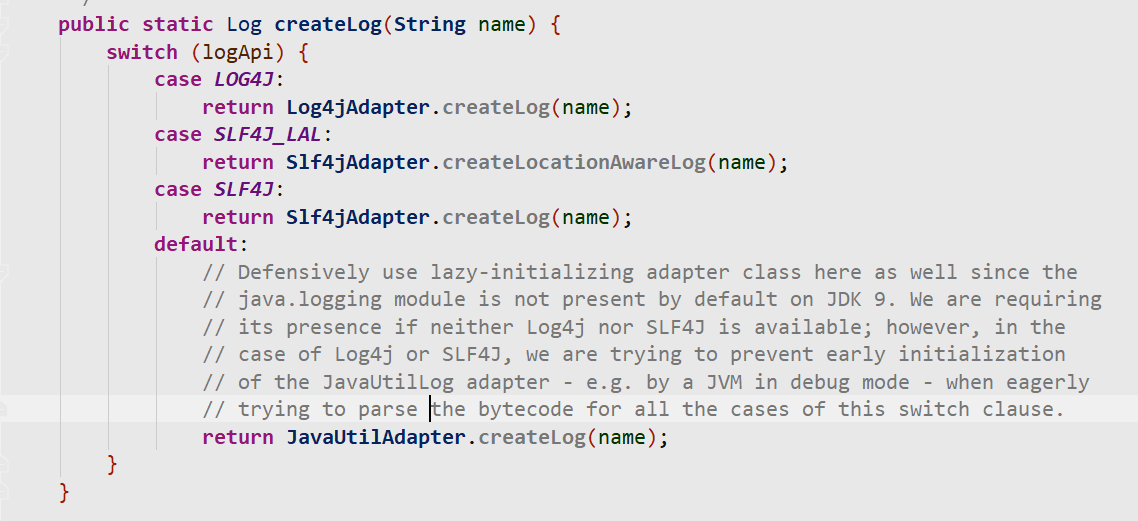 public static Log createLog(String name) {
switch (logApi) {
case LOG4J:
return Log4jAdapter.createLog(name);
case SLF4J_LAL:
return Slf4jAdapter.createLocationAwareLog(name);
case SLF4J:
return Slf4jAdapter.createLog(name);
default:
// Defensively use lazy-initializing adapter class here as well since the
// java.logging module is not present by default on JDK 9. We are requiring
// its presence if neither Log4j nor SLF4J is available; however, in the
// case of Log4j or SLF4J, we are trying to prevent early initialization
// of the JavaUtilLog adapter - e.g. by a JVM in debug mode - when eagerly
// trying to parse the bytecode for all the cases of this switch clause.
return JavaUtilAdapter.createLog(name);
}
}